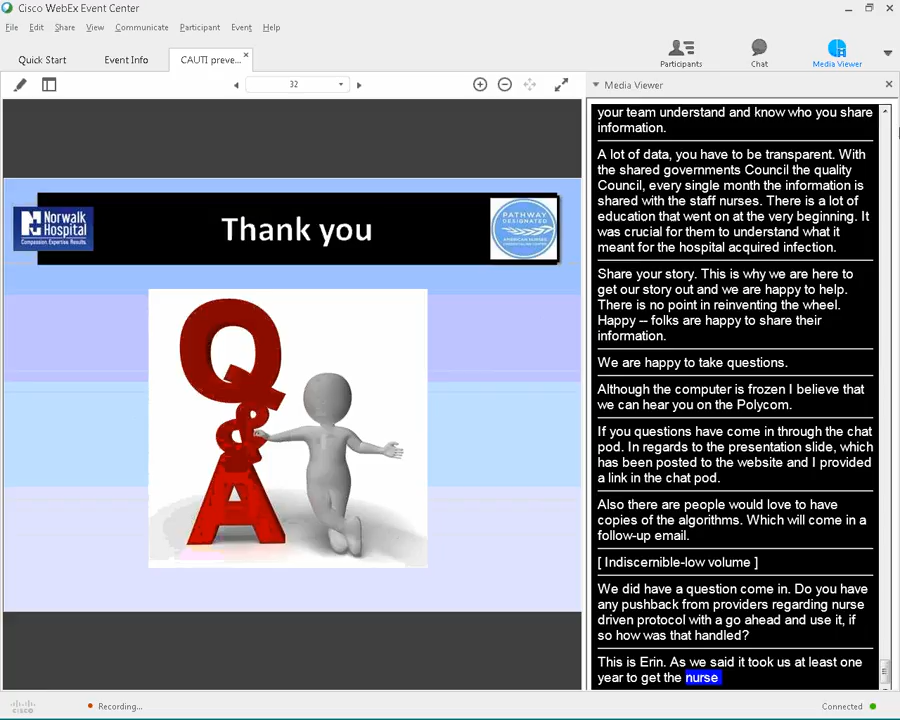 Cisco WebEx Event Center
File Edit Share View Communicate Participant Event Help
Quick Start Event Info CAUTI preve...
Participants Chat Media Viewer
32
Media Viewer
Norwalk
Hospital
Compassion. Expertise. Results.
Thank you
PATHWAY
DESIGNATED
AMERICAN NURSES
CREDENTIALING CENTER
Q
&
A
your team understand and know who you share
information.
A lot of data, you have to be transparent. With
the shared governments Council the quality
Council, every single month the information is
shared with the staff nurses. There is a lot of
education that went on at the very beginning. It
was crucial for them to understand what it
meant for the hospital acquired infection.
Share your story. This is why we are here to
get our story out and we are happy to help.
There is no point in reinventing the wheel.
Happy -- folks are happy to share their
information.
We are happy to take questions.
Although the computer is frozen I believe that
we can hear you on the Polycom.
If you questions have come in through the chat
pod. In regards to the presentation slide, which
has been posted to the website and I provided
a link in the chat pod.
Also there are people would love to have
copies of the algorithms. Which will come in a
follow-up email.
[ Indiscernible-low volume ]
We did have a question come in. Do you have
any pushback from providers regarding nurse
driven protocol with a go ahead and use it, if
so how was that handled?
This is Erin. As we said it took us at least one
year to get the nurse
cisco
Recording...
Connected